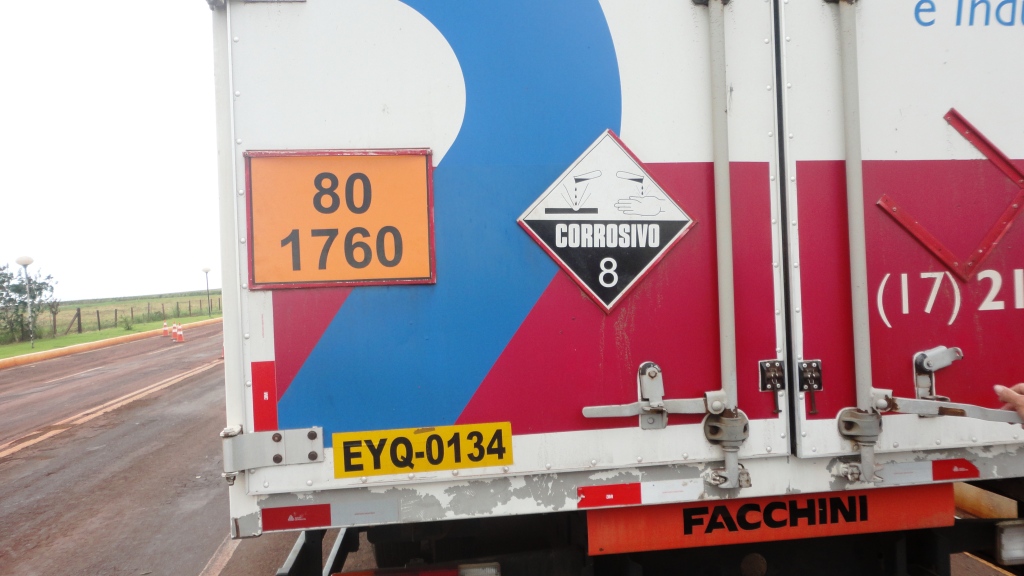 e Ind
80
1760
CORROSIVO
8
(17) 21
EYQ-0134
FACCHiNi